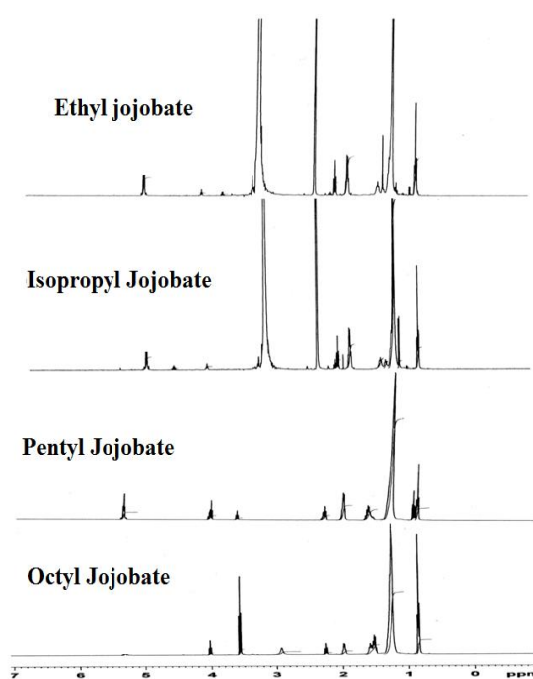 Ethyl jojobate
Isopropyl Jojobate
Pentyl Jojobate
Octyl Jojobate
7 6 5 4 3 2 1 0 ppm